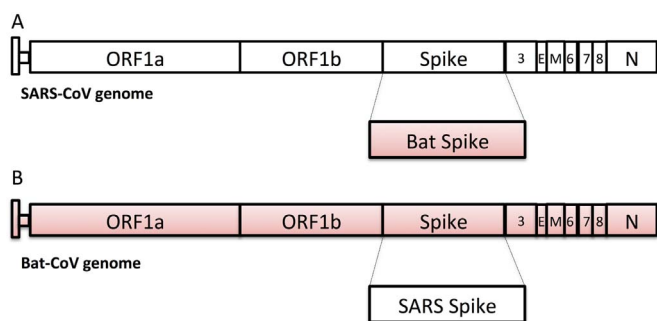 A
ORF1a ORF1b Spike 3 E M 6 7 8 N
SARS-CoV genome
Bat Spike
B
ORF1a ORF1b Spike 3 E M 6 7 8 N
Bat-CoV genome
SARS Spike